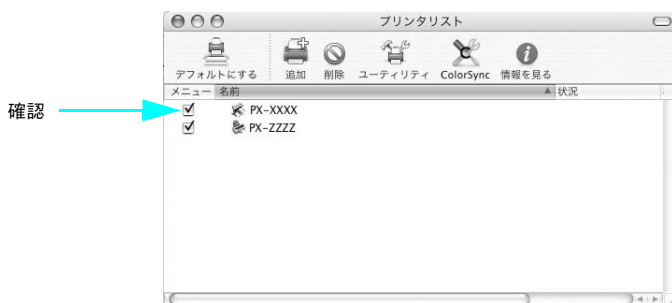 プリンタリスト
デフォルトにする 追加 削除 ユーティリティ ColorSync 情報を見る
メニュー 名前 状況
確認
PX-XXXX
PX-ZZZZ